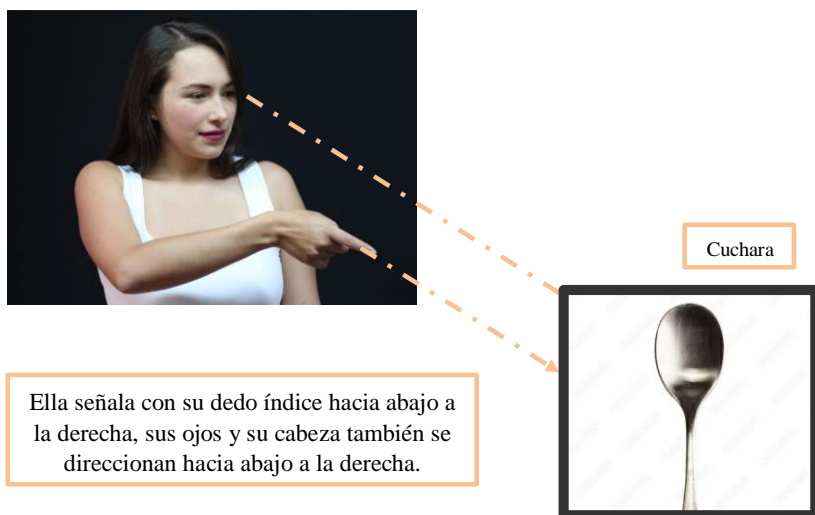 Cuchara
Ella señala con su dedo índice hacia abajo a
la derecha, sus ojos y su cabeza también se
direccionan hacia abajo a la derecha.